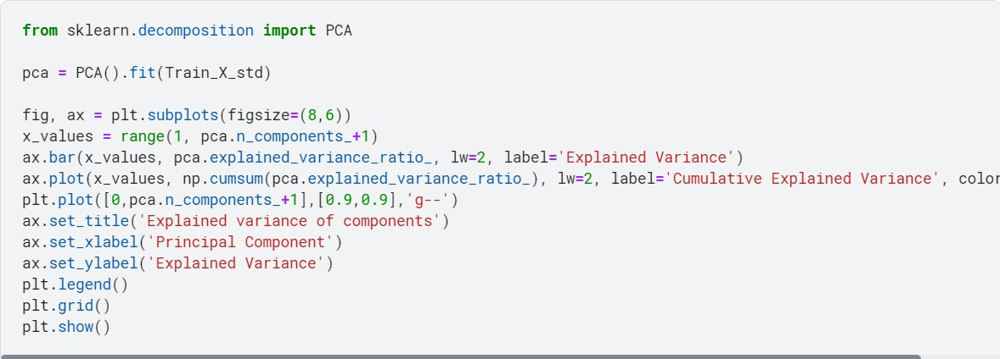 from sklearn.decomposition import PCA
pca = PCA().fit(Train_X_std)
fig, ax = plt.subplots(figsize=(8,6))
x_values = range(1, pca.n_components_+1)
ax.bar(x_values, pca.explained_variance_ratio_, lw=2, label='Explained Variance')
ax.plot(x_values, np.cumsum(pca.explained_variance_ratio_), lw=2, label='Cumulative Explained Variance', color
plt.plot([0,pca.n_components_+1],[0.9,0.9],'g--')
ax.set_title('Explained variance of components')
ax.set_xlabel('Principal Component')
ax.set_ylabel('Explained Variance')
plt.legend()
plt.grid()
plt.show()